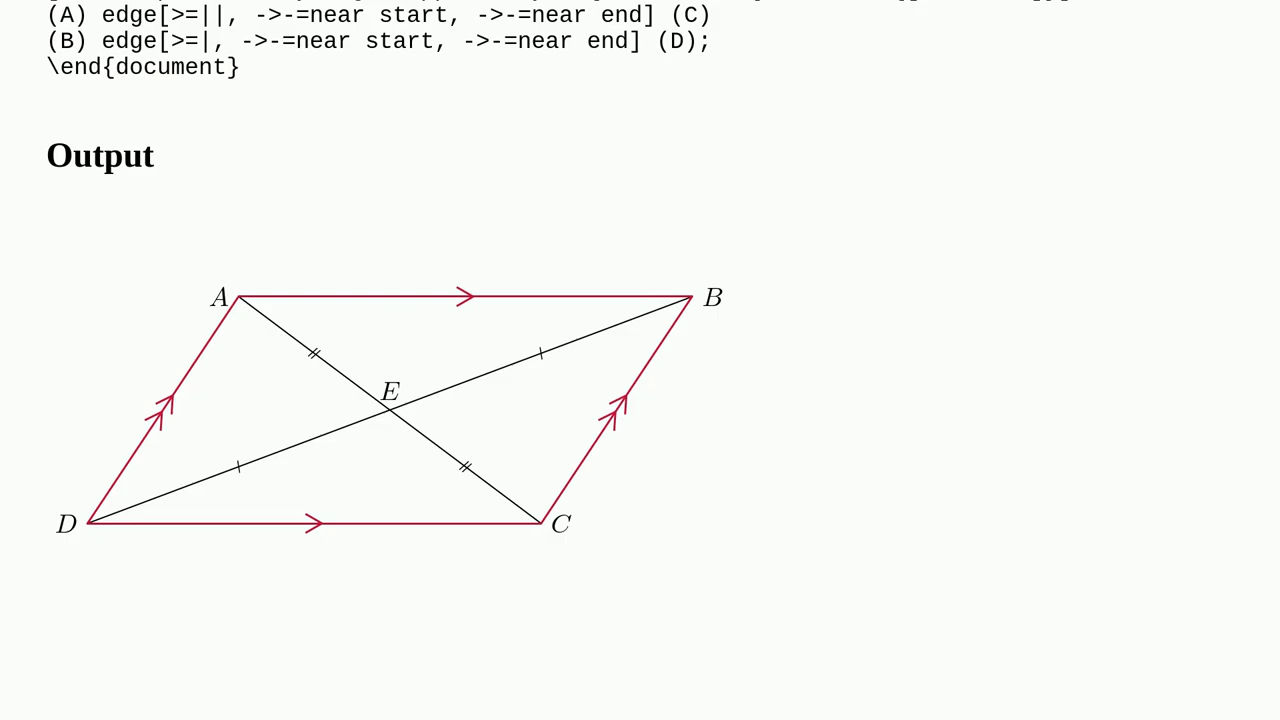 (A) edge[>=||, ->-=near start, ->-=near end] (C)
(B) edge[>=|, ->-=near start, ->-=near end] (D);
\end{document}
Output
A
B
E
D
C